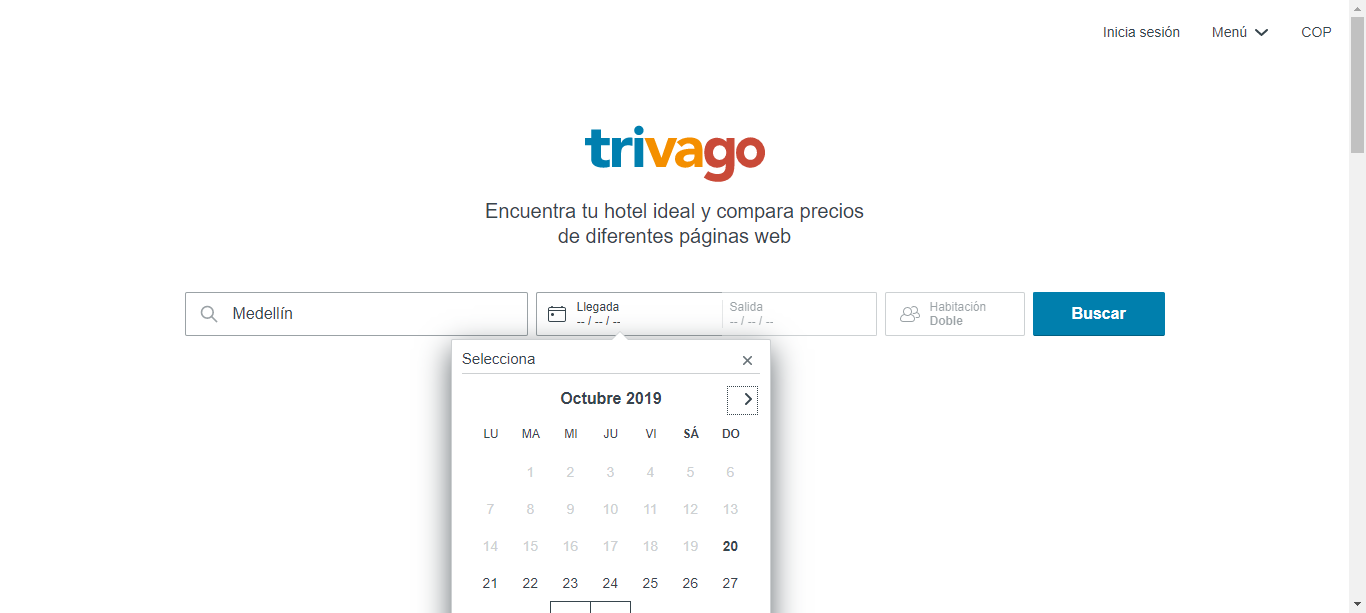 Inicia sesión Menú COP
trivago
Encuentra tu hotel ideal y compara precios
de diferentes páginas web
Medellín
Llegada
-- / -- / --
Salida
-- / -- / --
Habitación
Doble
Buscar
Selecciona
Octubre 2019
LU MA MI JU VI SÁ DO
1 2 3 4 5 6
7 8 9 10 11 12 13
14 15 16 17 18 19 20
21 22 23 24 25 26 27